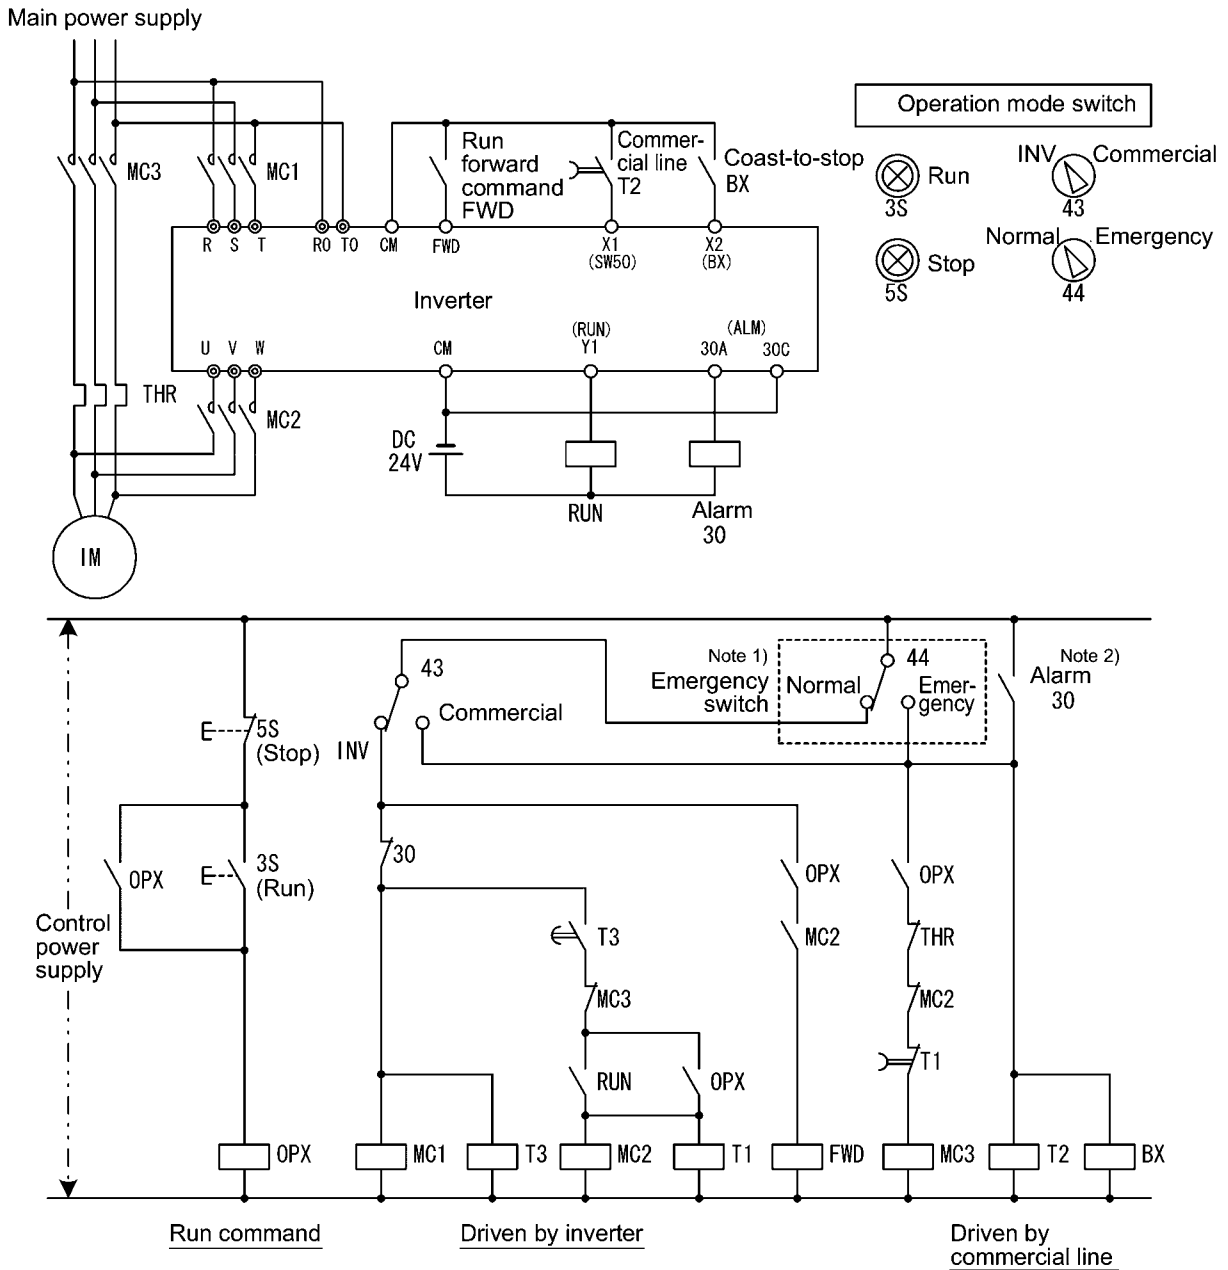 Main power supply
MC3
MC1
Run
forward
command
FWD
Commer-
cial line
T2
Coast-to-stop
BX
Operation mode switch
Run
3S
INV
Commercial
43
Stop
5S
Normal
Emergency
44
R
S
T
R0
T0
CM
FWD
X1
(SW50)
X2
(BX)
Inverter
U
V
W
CM
(RUN)
Y1
(ALM)
30A
30C
THR
MC2
DC
24V
RUN
Alarm
30
IM
Control
power
supply
5S
(Stop)
OPX
3S
(Run)
OPX
43
INV
Commercial
Note 1)
Emergency
switch
Normal
44
Emer-
gency
Note 2)
Alarm
30
30
T3
MC3
RUN
OPX
OPX
MC2
OPX
THR
MC2
T1
MC1
T3
MC2
T1
FWD
MC3
T2
BX
Run command
Driven by inverter
Driven by
commercial line